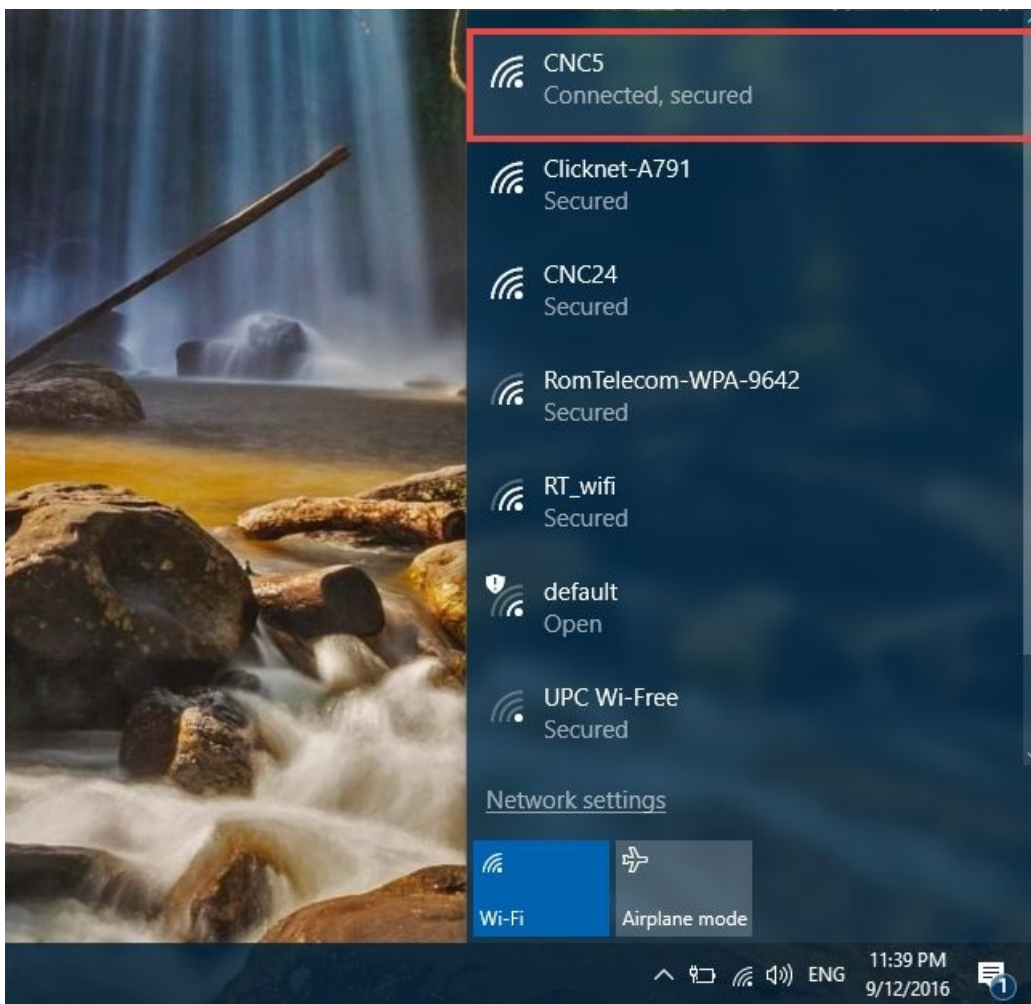 CNC5
Connected, secured
Clicknet-A791
Secured
CNC24
Secured
RomTelecom-WPA-9642
Secured
RT_wifi
Secured
default
Open
UPC Wi-Free
Secured
Network settings
Wi-Fi
Airplane mode
ENG
11:39 PM
9/12/2016
1